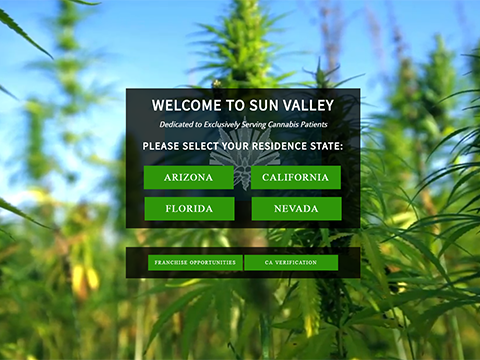 WELCOME TO SUN VALLEY
Dedicated to Exclusively Serving Cannabis Patients
PLEASE SELECT YOUR RESIDENCE STATE:
ARIZONA CALIFORNIA
FLORIDA NEVADA
FRANCHISE OPPORTUNITIES CA VERIFICATION